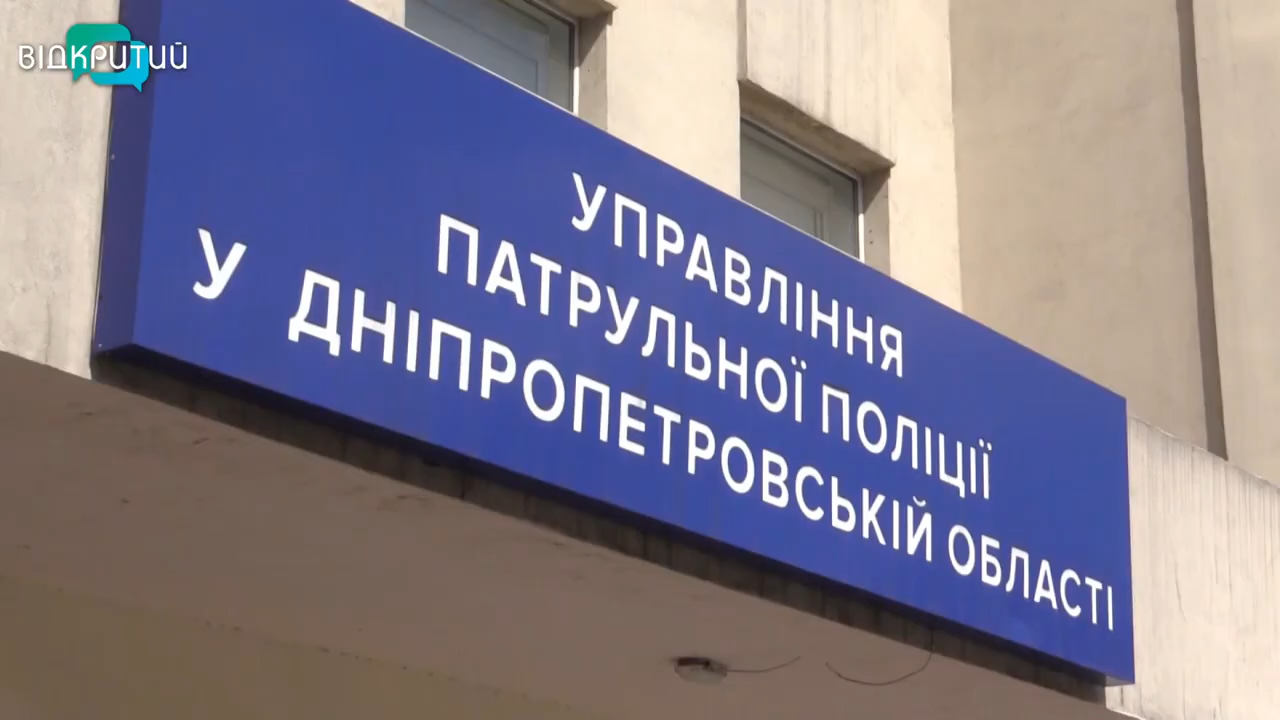 ВІДКРИТИЙ
УПРАВЛІННЯ
ПАТРУЛЬНОЇ ПОЛІЦІЇ
У ДНІПРОПЕТРОВСЬКІЙ ОБЛАСТІ